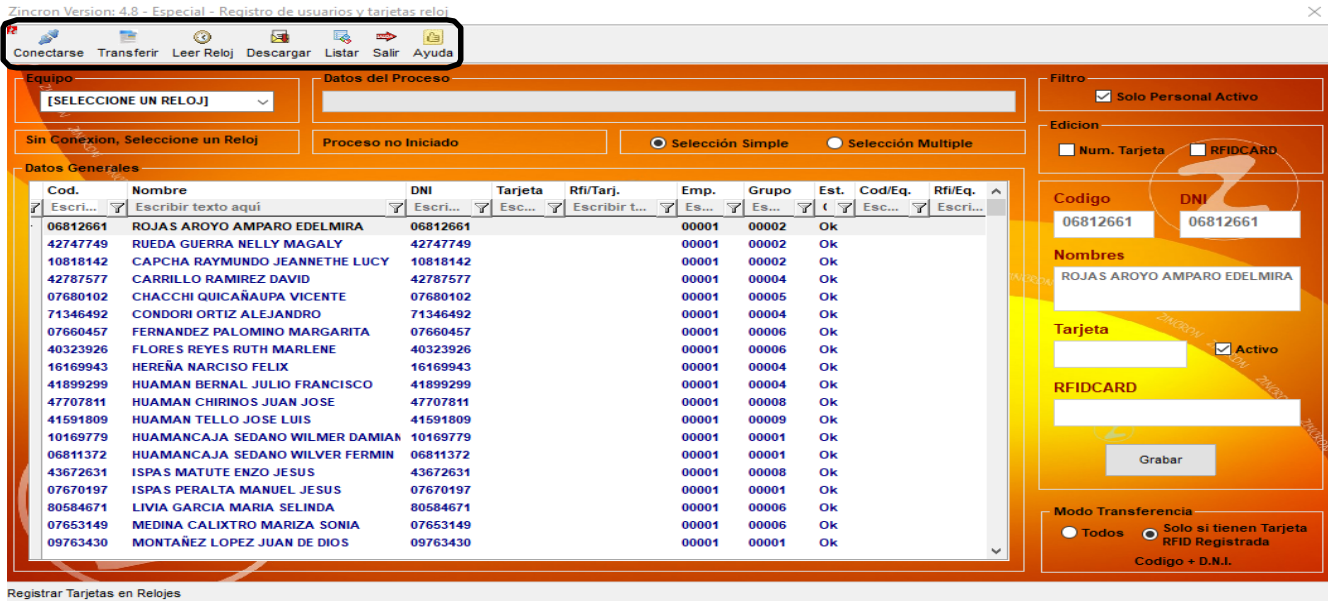 Zincron Version: 4.8 - Especial - Registro de usuarios y tarjetas reloj
Conectarse Transferir Leer Reloj Descargar Listar Salir Ayuda
Equipo
[SELECCIONE UN RELOJ]
Datos del Proceso
Filtro
Solo Personal Activo
Sin Conexion, Seleccione un Reloj
Proceso no Iniciado
Selección Simple Selección Multiple
Edicion
Num. Tarjeta RFIDCARD
Datos Generales
Cod. Nombre DNI Tarjeta Rfi/Tarj. Emp. Grupo Est. Cod/Eq. Rfi/Eq.
Escri... Escribir texto aquí Escri... Esc... Escribir t... Es... Es... Esc... Escri...
06812661 ROJAS AROYO AMPARO EDELMIRA 06812661 00001 00002 Ok
42747749 RUEDA GUERRA NELLY MAGALY 42747749 00001 00002 Ok
10818142 CAPCHA RAYMUNDO JEANNETHE LUCY 10818142 00001 00002 Ok
42787577 CARRILLO RAMIREZ DAVID 42787577 00001 00004 Ok
07680102 CHACCHI QUICAÑAUPA VICENTE 07680102 00001 00005 Ok
71346492 CONDORI ORTIZ ALEJANDRO 71346492 00001 00004 Ok
07660457 FERNANDEZ PALOMINO MARGARITA 07660457 00001 00006 Ok
40323926 FLORES REYES RUTH MARLENE 40323926 00001 00006 Ok
16169943 HEREÑA NARCISO FELIX 16169943 00001 00004 Ok
41899299 HUAMAN BERNAL JULIO FRANCISCO 41899299 00001 00004 Ok
47707811 HUAMAN CHIRINOS JUAN JOSE 47707811 00001 00008 Ok
41591809 HUAMAN TELLO JOSE LUIS 41591809 00001 00009 Ok
10169779 HUAMANCAJA SEDANO WILMER DAMIAN 10169779 00001 00001 Ok
06811372 HUAMANCAJA SEDANO WILVER FERMIN 06811372 00001 00001 Ok
43672631 ISPAS MATUTE ENZO JESUS 43672631 00001 00008 Ok
07670197 ISPAS PERALTA MANUEL JESUS 07670197 00001 00001 Ok
80584671 LIVIA GARCIA MARIA SELINDA 80584671 00001 00006 Ok
07653149 MEDINA CALIXTRO MARIZA SONIA 07653149 00001 00006 Ok
09763430 MONTAÑEZ LOPEZ JUAN DE DIOS 09763430 00001 00001 Ok
Codigo DNI
06812661 06812661
Nombres
ROJAS AROYO AMPARO EDELMIRA
Tarjeta
Activo
RFIDCARD
Grabar
Modo Transferencia
Todos Solo si tienen Tarjeta
RFID Registrada
Codigo + D.N.I.
Registrar Tarjetas en Relojes
ZINCRON